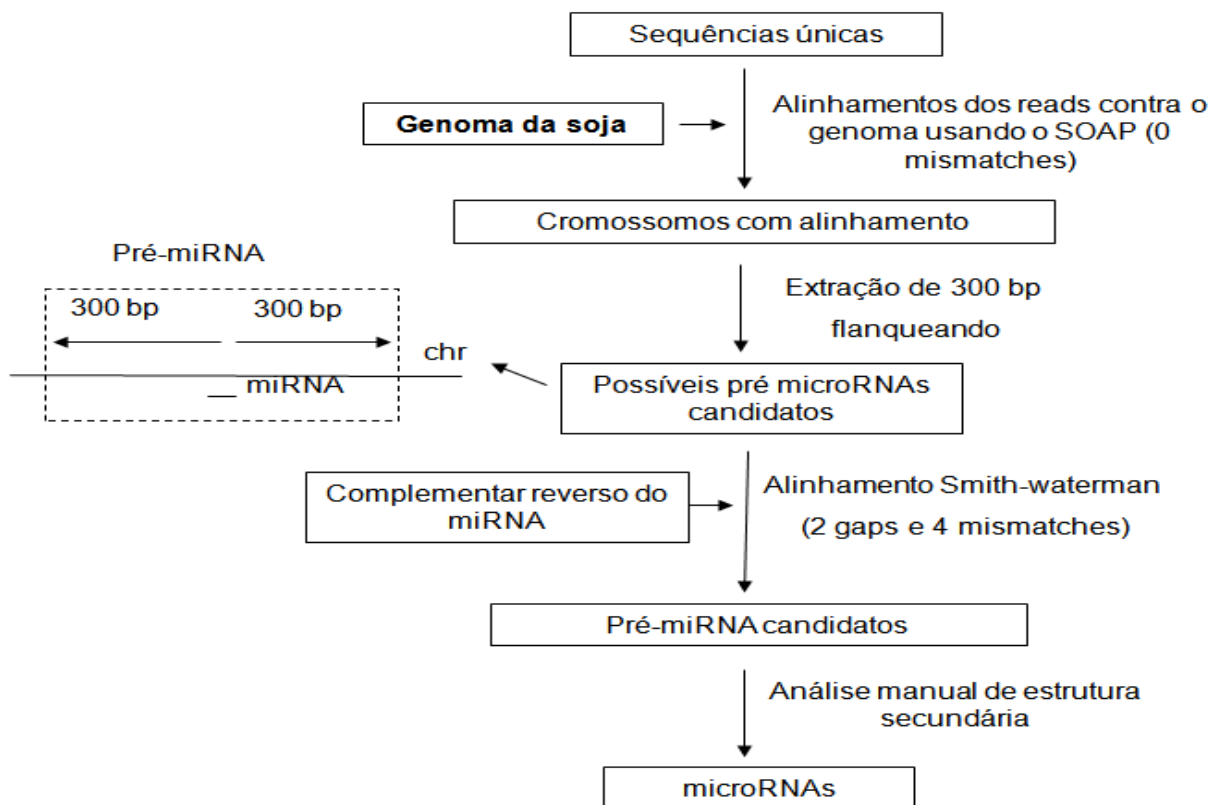 Sequências únicas
Genoma da soja
Alinhamentos dos reads contra o
genoma usando o SOAP (0
mismatches)
Cromossomos com alinhamento
Pré-miRNA
300 bp
300 bp
chr
miRNA
Extração de 300 bp
flanqueando
Possíveis pré microRNAs
candidatos
Complementar reverso do
miRNA
Alinhamento Smith-waterman
(2 gaps e 4 mismatches)
Pré-miRNA candidatos
Análise manual de estrutura
secundária
microRNAs